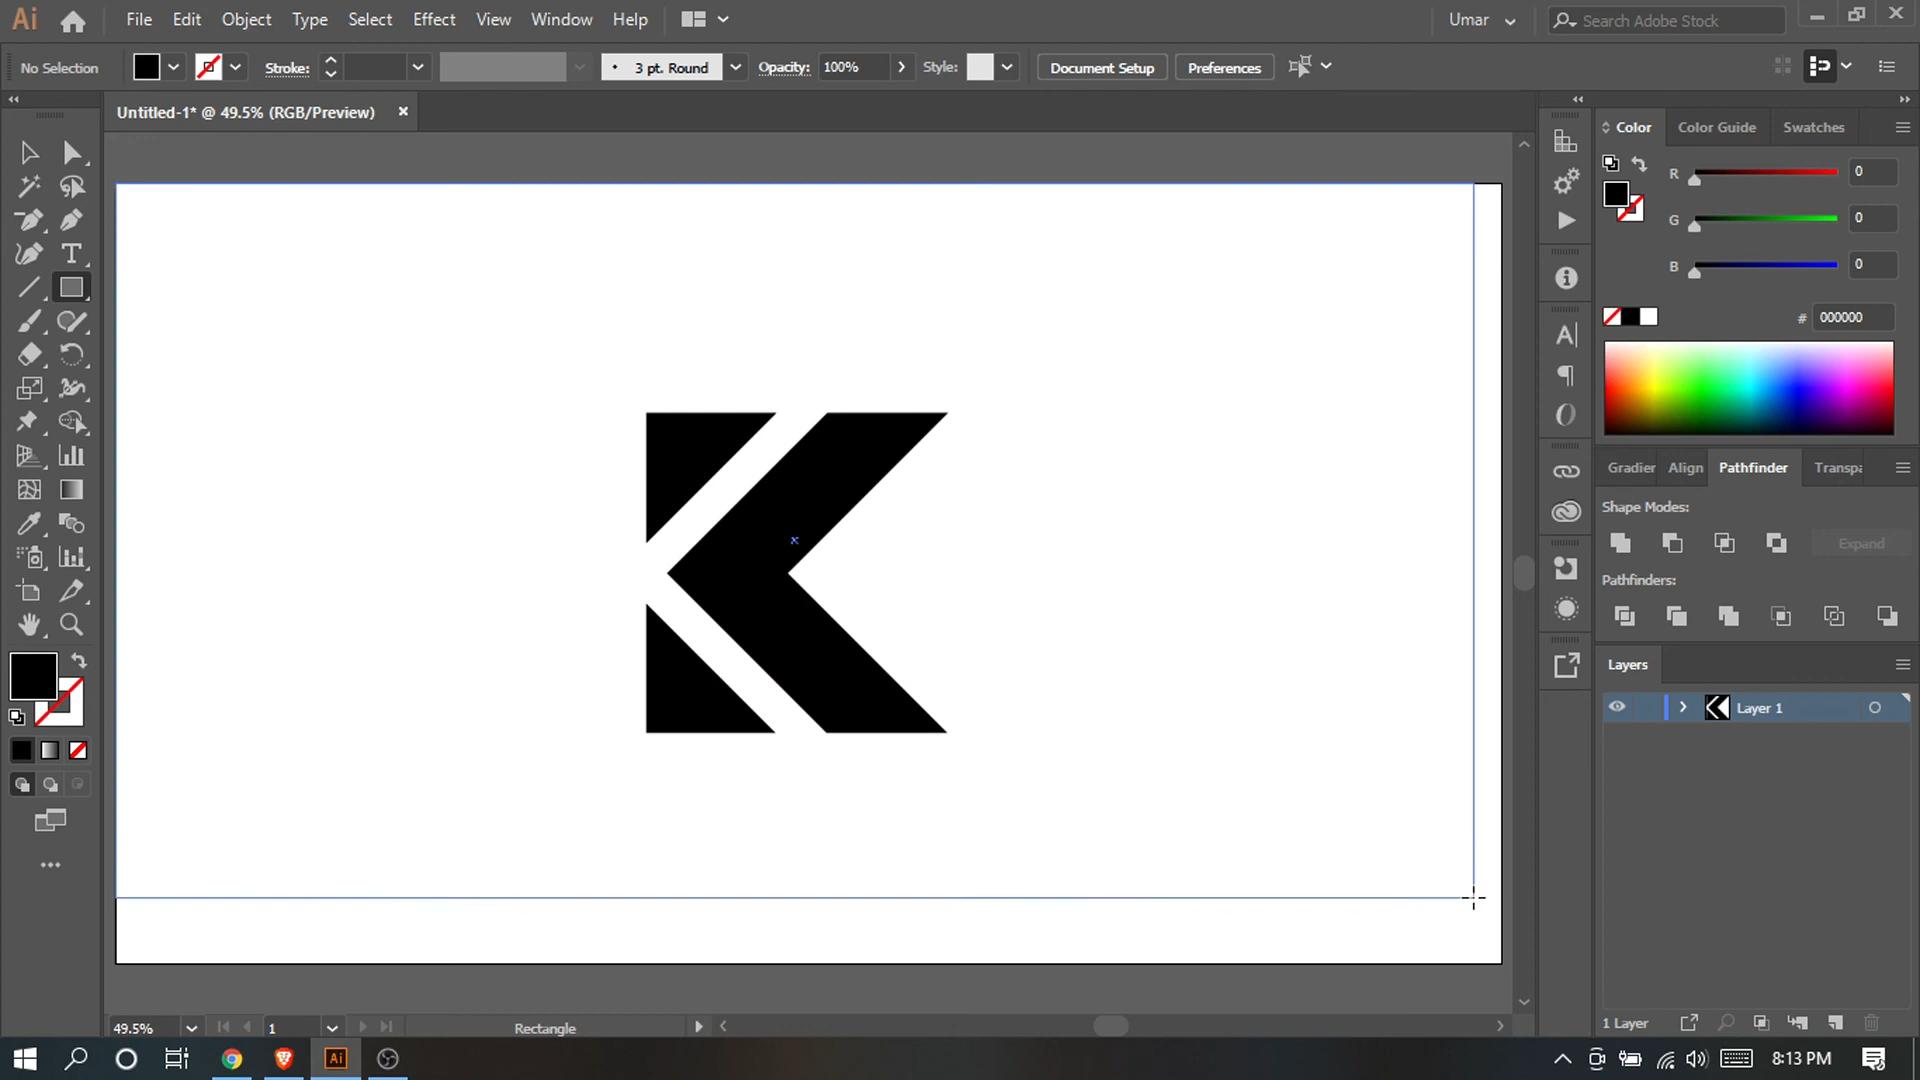 Ai File Edit Object Type Select Effect View Window Help Umar Search Adobe Stock
No Selection Stroke: 3 pt. Round Opacity: 100% Style: Document Setup Preferences
Untitled-1* @ 49.5% (RGB/Preview)
Color Color Guide Swatches
R 0
G 0
B 0
# 000000
Gradier Align Pathfinder Transpa
Shape Modes:
Expand
Pathfinders:
Layers
Layer 1
1 Layer
49.5% 1 Rectangle
Ai 8:13 PM